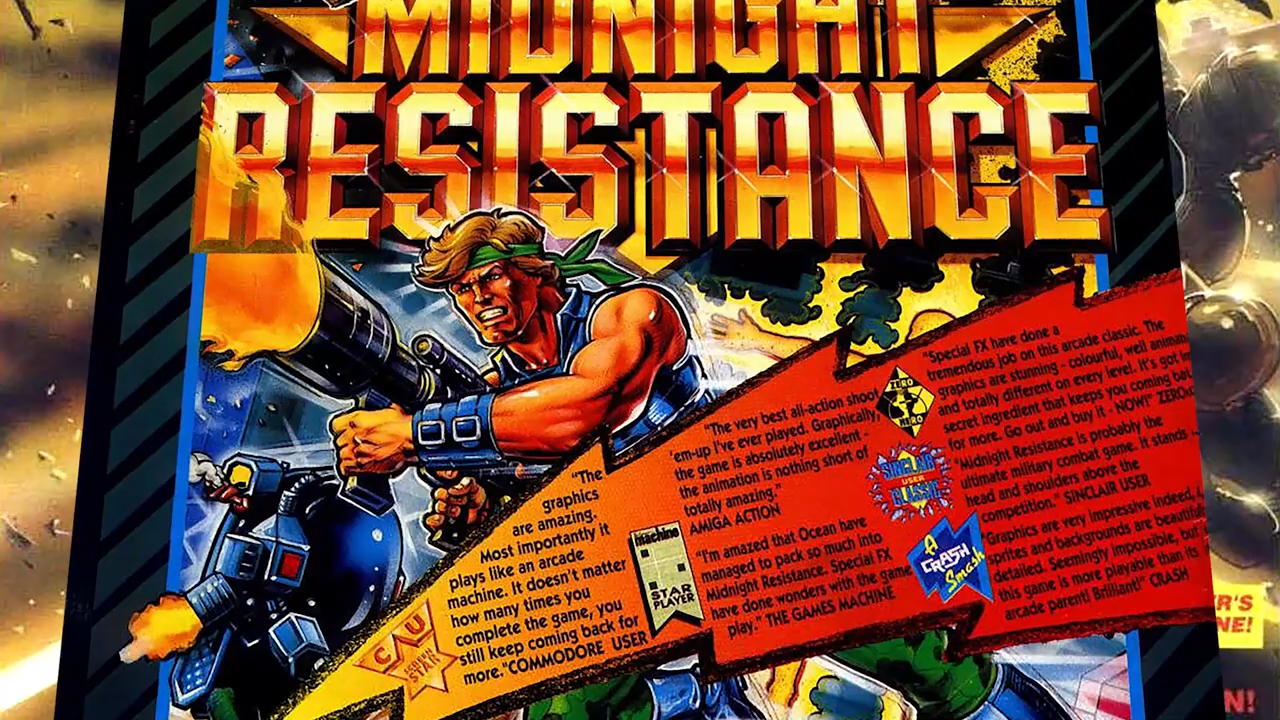 MIDNIGHT
RESISTANCE
"The
graphics
are amazing.
Most importantly it
plays like an arcade
machine. It doesn't matter
how many times you
complete the game, you
still keep coming back for
more."COMMODORE USER
CAU
STAR
"The very best all-action shoot
'em-up I've ever played. Graphically
the game is absolutely excellent -
the animation is nothing short of
totally amazing."
AMIGA ACTION
machine
STAR
PLAYER
"I'm amazed that Ocean have
managed to pack so much into
Midnight Resistance. Special FX
have done wonders with the game
play." THE GAMES MACHINE
ZERO
HERO
"Special FX have done a
tremendous job on this arcade classic. The
graphics are stunning - colourful, well
and totally different on every level. It's got
secret ingredient that keeps you coming
for more. Go out and buy it - NOW!"
SINCLAIR
USER
CLASSIC
"Midnight Resistance is probably the
ultimate military combat game. It stands
head and shoulders above the
competition." SINCLAIR USER
A
CRASH
Smash
"Graphics are very impressive indeed,
sprites and backgrounds are
detailed. Seemingly impossible, but
this game is more playable than its
arcade parent! Brilliant!" CRASH